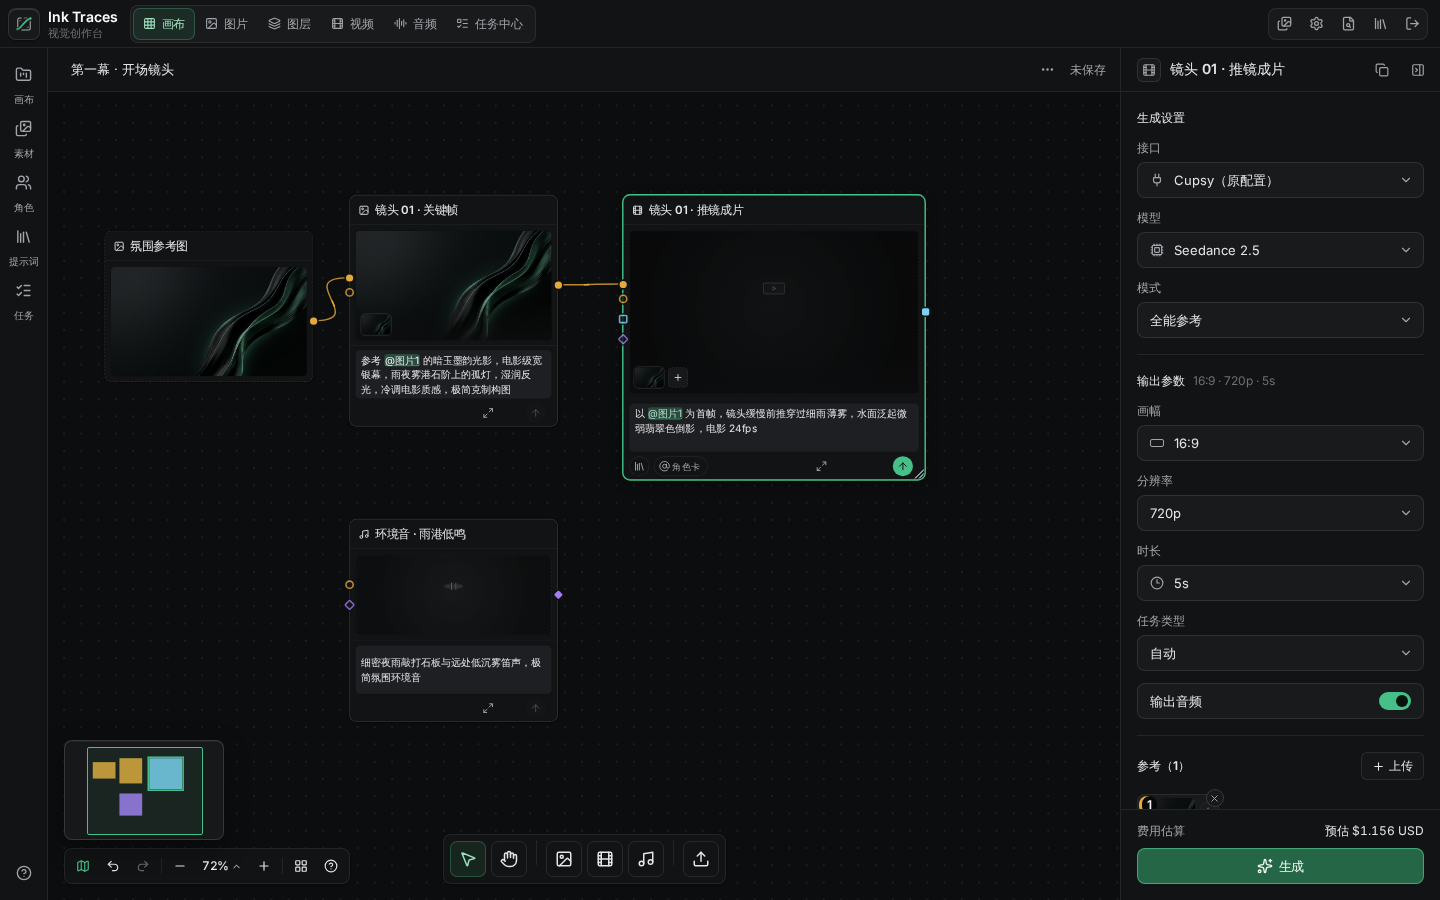 Ink Traces
视觉创作台
画布
图片
图层
视频
音频
任务中心
画布
素材
角色
提示词
任务
第一幕 · 开场镜头
未保存
氛围参考图
镜头 01 · 关键帧
参考 @图片1 的暗玉墨韵光影，电影级宽
银幕，雨夜雾港石阶上的孤灯，湿润反
光，冷调电影质感，极简克制构图
镜头 01 · 推镜成片
以 @图片1 为首帧，镜头缓慢前推穿过细雨薄雾，水面泛起微
弱翡翠色倒影，电影 24fps
角色卡
环境音 · 雨港低鸣
细密夜雨敲打石板与远处低沉雾笛声，极
简氛围环境音
72%
镜头 01 · 推镜成片
生成设置
接口
Cupsy（原配置）
模型
Seedance 2.5
模式
全能参考
输出参数 16:9 · 720p · 5s
画幅
16:9
分辨率
720p
时长
5s
任务类型
自动
输出音频
参考（1）
上传
1
费用估算
预估 $1.156 USD
生成